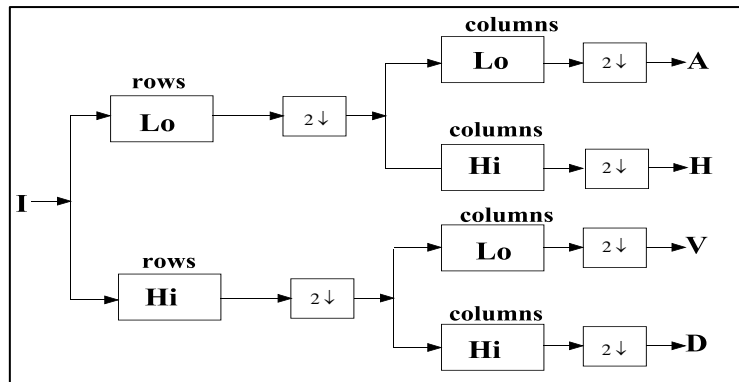 columns
Lo
2↓
A
rows
Lo
2↓
columns
Hi
2↓
H
I
columns
Lo
2↓
V
rows
Hi
2↓
columns
Hi
2↓
D